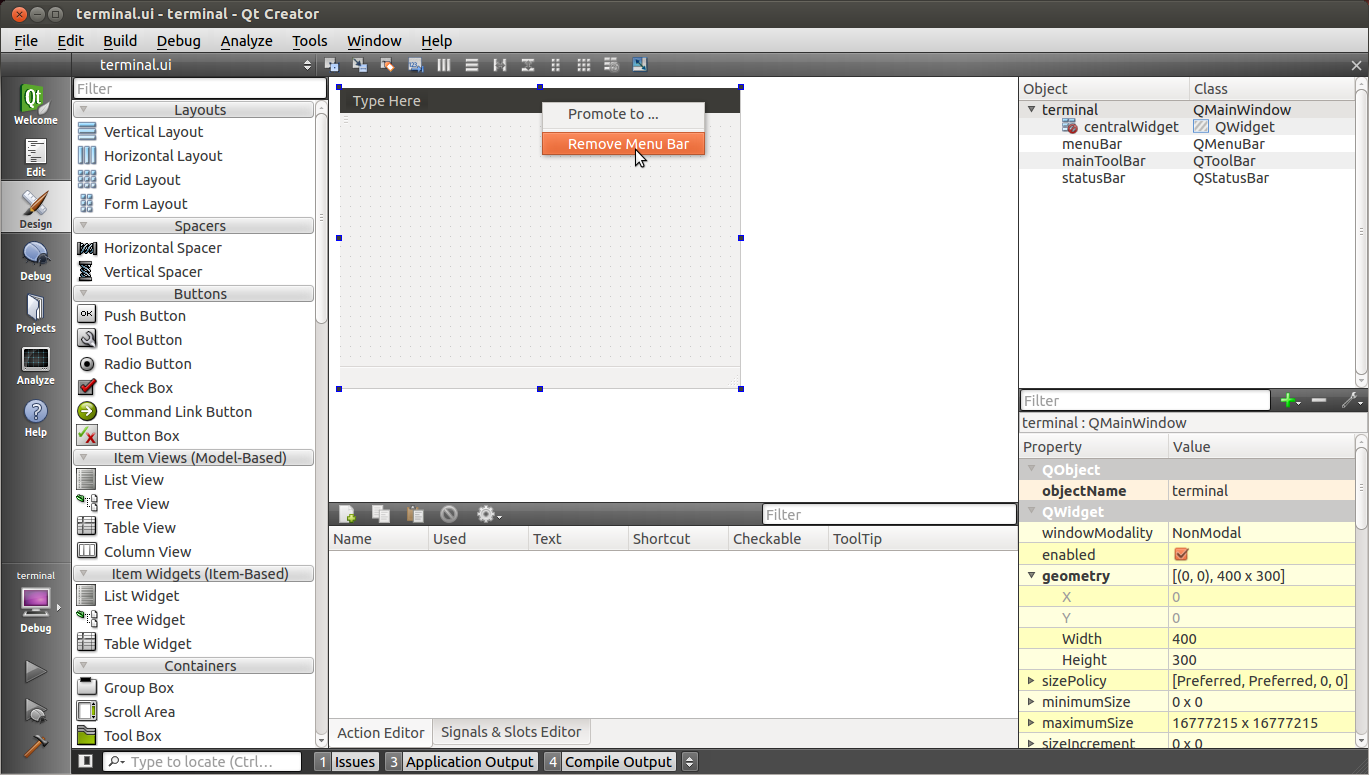 terminal.ui - terminal - Qt Creator
File Edit Build Debug Analyze Tools Window Help
terminal.ui
Qt
Welcome
Edit
Design
Debug
Projects
Analyze
Help
terminal
Debug
Filter
Layouts
Vertical Layout
Horizontal Layout
Grid Layout
Form Layout
Spacers
Horizontal Spacer
Vertical Spacer
Buttons
OK
Push Button
Tool Button
Radio Button
Check Box
Command Link Button
Button Box
Item Views (Model-Based)
List View
Tree View
Table View
Column View
Item Widgets (Item-Based)
List Widget
Tree Widget
Table Widget
Containers
Group Box
Scroll Area
Tool Box
Type Here
Promote to ...
Remove Menu Bar
Filter
Name Used Text Shortcut Checkable ToolTip
Action Editor Signals & Slots Editor
Object Class
terminal QMainWindow
centralWidget QWidget
menuBar QMenuBar
mainToolBar QToolBar
statusBar QStatusBar
Filter
terminal : QMainWindow
Property Value
QObject
objectName terminal
QWidget
windowModality NonModal
enabled
geometry [(0, 0), 400 x 300]
X 0
Y 0
Width 400
Height 300
sizePolicy [Preferred, Preferred, 0, 0]
minimumSize 0 x 0
maximumSize 16777215 x 16777215
sizeIncrement 0 x 0
Type to locate (Ctrl... 1 Issues 3 Application Output 4 Compile Output